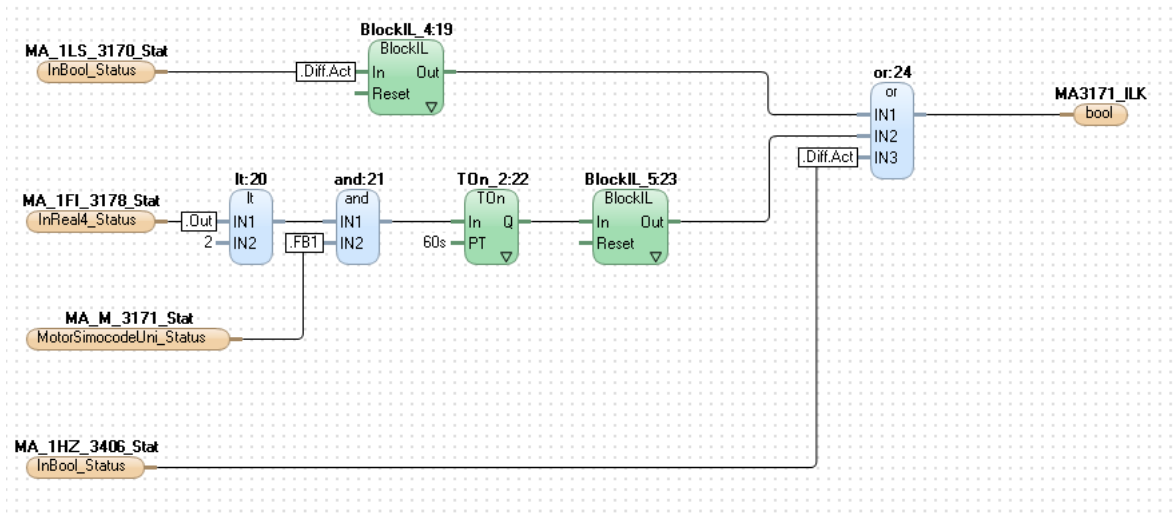 BlockIL_4:19
BlockIL
MA_1LS_3170_Stat
InBool_Status
.Diff.Act
In Out
Reset
or:24
or
IN1
IN2
.Diff.Act IN3
MA3171_ILK
bool
MA_1FI_3178_Stat
InReal4_Status
.Out
lt:20
lt
IN1
2 IN2
and:21
and
IN1
.FB1 IN2
TOn_2:22
TOn
In Q
60s PT
BlockIL_5:23
BlockIL
In Out
Reset
MA_M_3171_Stat
MotorSimocodeUni_Status
MA_1HZ_3406_Stat
InBool_Status